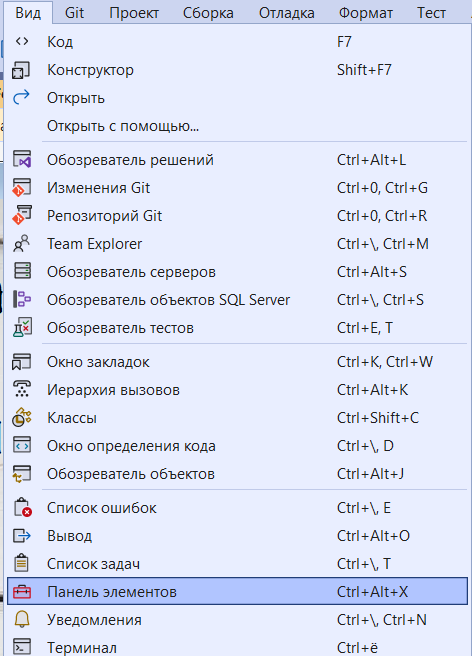 Вид Git Проект Сборка Отладка Формат Тест
Код F7
Конструктор Shift+F7
Открыть
Открыть с помощью...
Обозреватель решений Ctrl+Alt+L
Изменения Git Ctrl+0, Ctrl+G
Репозиторий Git Ctrl+0, Ctrl+R
Team Explorer Ctrl+\, Ctrl+M
Обозреватель серверов Ctrl+Alt+S
Обозреватель объектов SQL Server Ctrl+\, Ctrl+S
Обозреватель тестов Ctrl+E, T
Окно закладок Ctrl+K, Ctrl+W
Иерархия вызовов Ctrl+Alt+K
Классы Ctrl+Shift+C
Окно определения кода Ctrl+\, D
Обозреватель объектов Ctrl+Alt+J
Список ошибок Ctrl+\, E
Вывод Ctrl+Alt+O
Список задач Ctrl+\, T
Панель элементов Ctrl+Alt+X
Уведомления Ctrl+\, Ctrl+N
Терминал Ctrl+ё